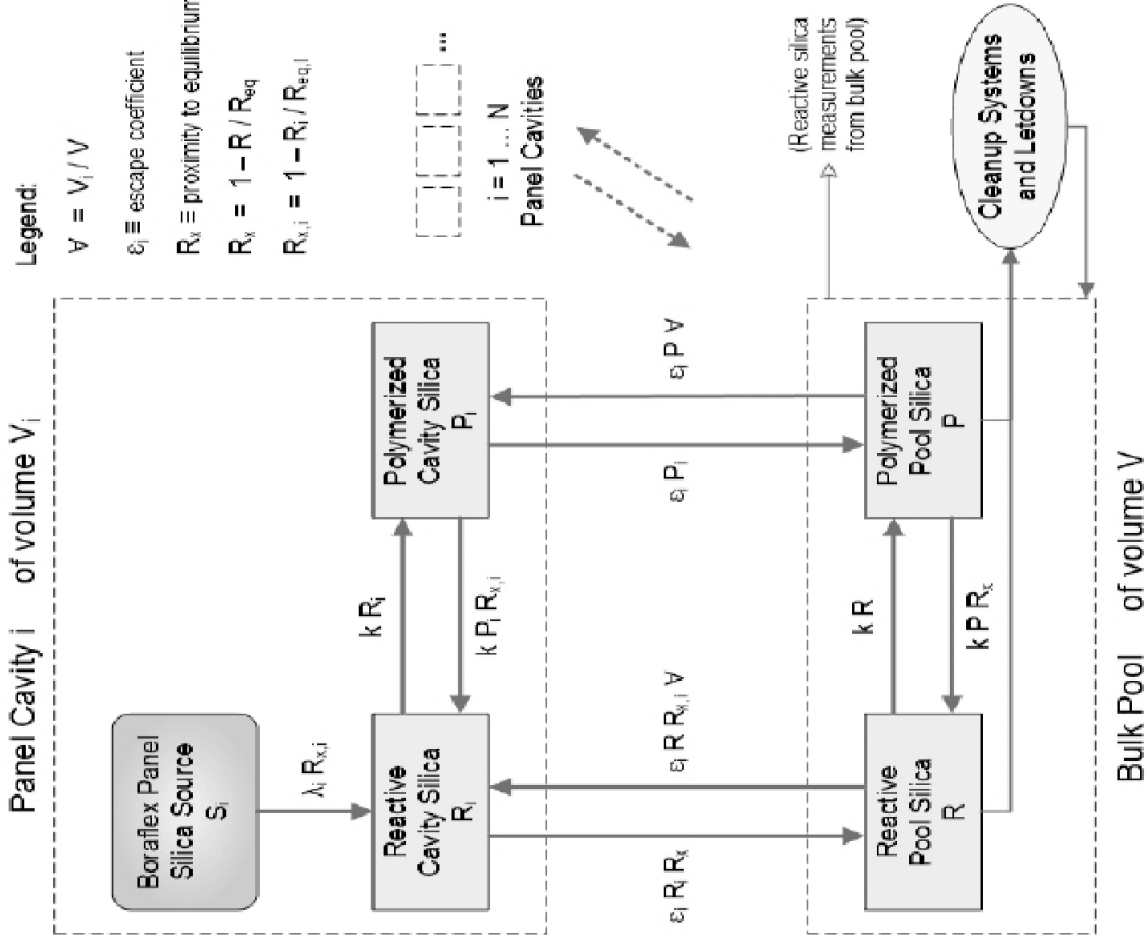 Panel Cavity i of volume Vᵢ
Boraflex Panel
Silica Source
Sᵢ
λᵢ Rₓ,ᵢ
Reactive
Cavity Silica
Rᵢ
k Rᵢ
k Pᵢ Rₓ,ᵢ
Polymerized
Cavity Silica
Pᵢ
εᵢ Rᵢ Rₓ
εᵢ R Rₓ,ᵢ ∀
εᵢ Pᵢ
εᵢ P ∀
Reactive
Pool Silica
R
k R
k P Rₓ
Polymerized
Pool Silica
P
Bulk Pool of volume V
Legend:
∀ = Vᵢ / V
εᵢ ≡ escape coefficient
Rₓ ≡ proximity to equilibrium
Rₓ = 1 – R / Req
Rₓ,ᵢ = 1 – Rᵢ / Req,i
...
i = 1 ... N
Panel Cavities
(Reactive silica
measurements
from bulk pool)
Cleanup Systems
and Letdowns